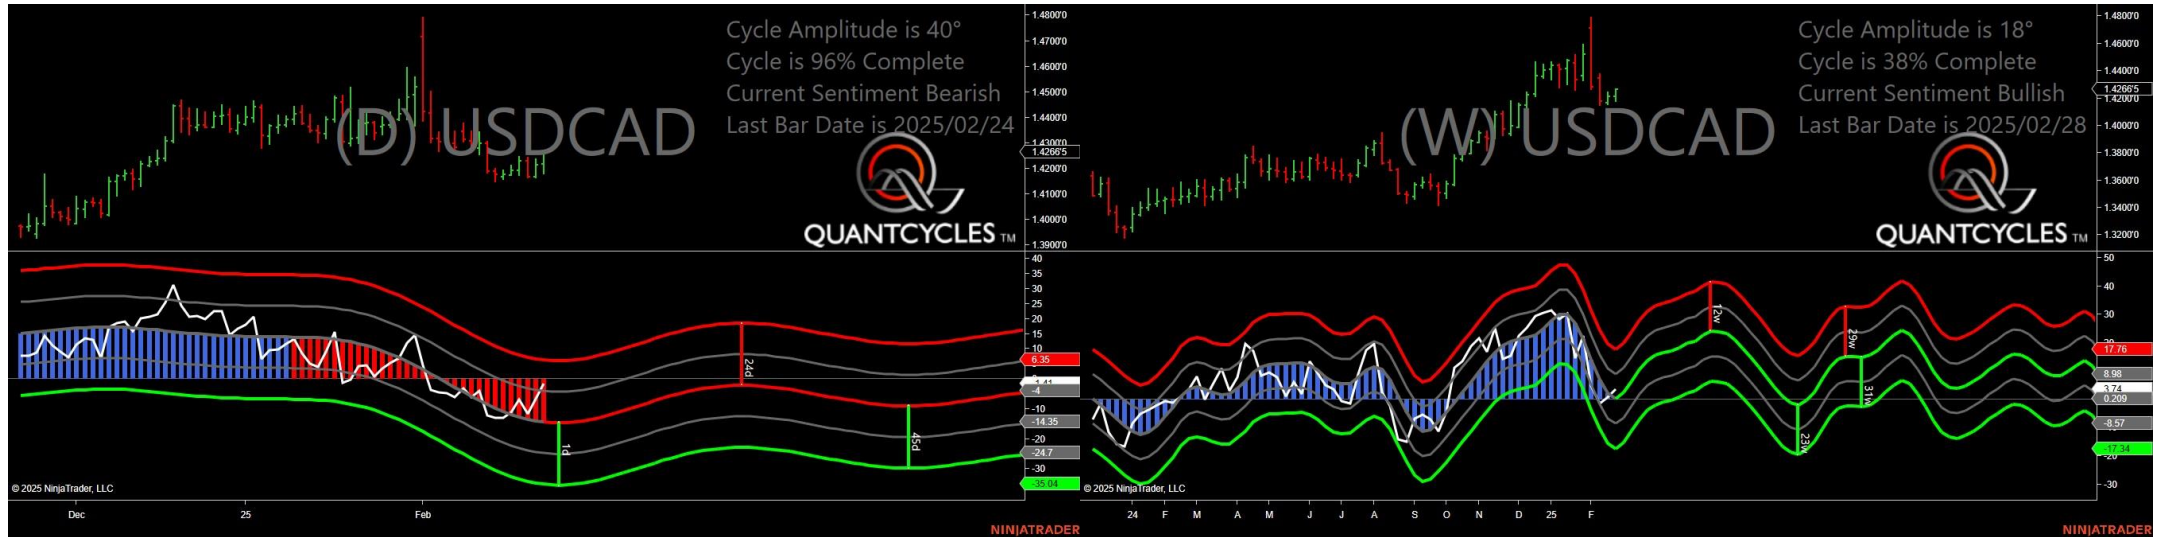 Cycle Amplitude is 40°
Cycle is 96% Complete
Current Sentiment Bearish
Last Bar Date is 2025/02/24
(D) USDCAD
QUANTCYCLES TM
1.4800'0
1.4700'0
1.4600'0
1.4500'0
1.4400'0
1.4300'0
1.4266'5
1.4200'0
1.4100'0
1.4000'0
1.3900'0
40
35
30
25
20
15
10
6.35
-4
-10
-14.35
-20
-24.7
-30
-35.04
1d
24d
45d
© 2025 NinjaTrader, LLC
Dec
25
Feb
NINJATRADER
Cycle Amplitude is 18°
Cycle is 38% Complete
Current Sentiment Bullish
Last Bar Date is 2025/02/28
(W) USDCAD
QUANTCYCLES TM
1.4800'0
1.4600'0
1.4400'0
1.4266'5
1.4200'0
1.4000'0
1.3800'0
1.3600'0
1.3400'0
1.3200'0
50
40
30
17.76
8.98
3.74
0.209
-8.57
-17.34
-20
-30
12w
29w
31w
23w
© 2025 NinjaTrader, LLC
24 F M A M J J A S O N D 25 F
NINJATRADER